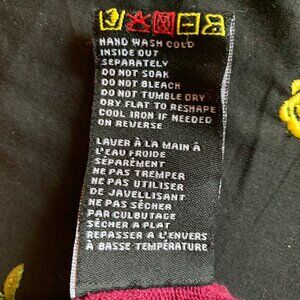 HAND WASH COLD
INSIDE OUT
SEPARATELY
DO NOT SOAK
DO NOT BLEACH
DO NOT TUMBLE DRY
DRY FLAT TO RESHAPE
COOL IRON IF NEEDED
ON REVERSE
LAVER À LA MAIN À
L'EAU FROIDE
SÉPARÉMENT
NE PAS TREMPER
NE PAS UTILISER
DE JAVELLISANT
NE PAS SÉCHER
PAR CULBUTAGE
SÉCHER A PLAT
REPASSER A L'ENVERS
À BASSE TEMPÉRATURE